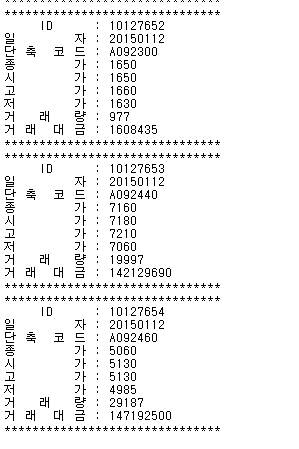 *******************************
*******************************
ID : 10127652
일 자 : 20150112
단 축 코 드 : A092300
종 가 : 1650
시 가 : 1650
고 가 : 1660
저 가 : 1630
거 래 량 : 977
거 래 대 금 : 1608435
*******************************
*******************************
ID : 10127653
일 자 : 20150112
단 축 코 드 : A092440
종 가 : 7160
시 가 : 7180
고 가 : 7210
저 가 : 7060
거 래 량 : 19997
거 래 대 금 : 142129690
*******************************
*******************************
ID : 10127654
일 자 : 20150112
단 축 코 드 : A092460
종 가 : 5060
시 가 : 5130
고 가 : 5130
저 가 : 4985
거 래 량 : 29187
거 래 대 금 : 147192500
*******************************